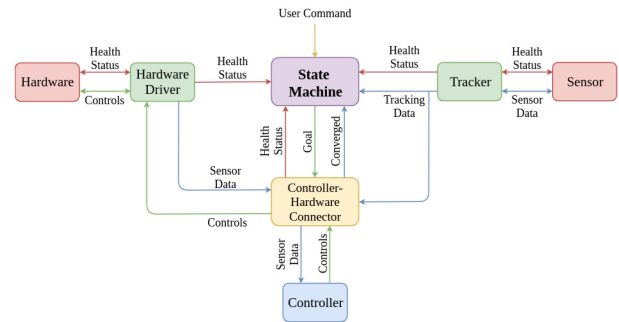 User Command
Health
Status
Hardware
Controls
Hardware
Driver
Health
Status
State
Machine
Health
Status
Tracking
Data
Tracker
Health
Status
Sensor
Data
Sensor
Health
Status
Goal
Converged
Sensor
Data
Controls
Controller-
Hardware
Connector
Sensor
Data
Controls
Controller